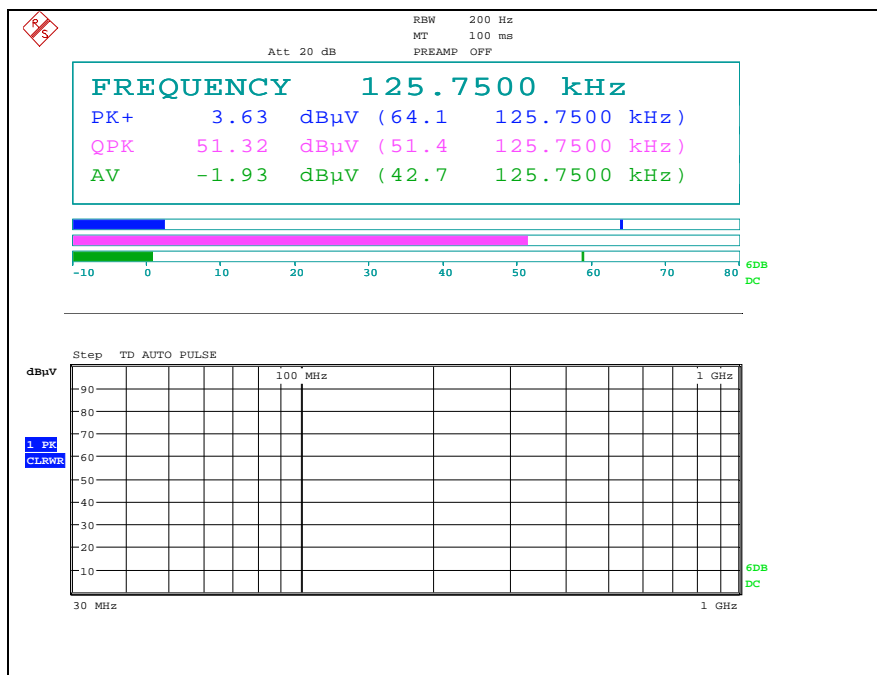 R S
RBW 200 Hz
MT 100 ms
Att 20 dB PREAMP OFF
FREQUENCY 125.7500 kHz
PK+ 3.63 dBµV (64.1 125.7500 kHz)
QPK 51.32 dBµV (51.4 125.7500 kHz)
AV -1.93 dBµV (42.7 125.7500 kHz)
-10 0 10 20 30 40 50 60 70 80
6DB
DC
Step TD AUTO PULSE
dBµV
100 MHz 1 GHz
90
80
70
1 PK
CLRWR
60
50
40
30
20
10
6DB
DC
30 MHz 1 GHz